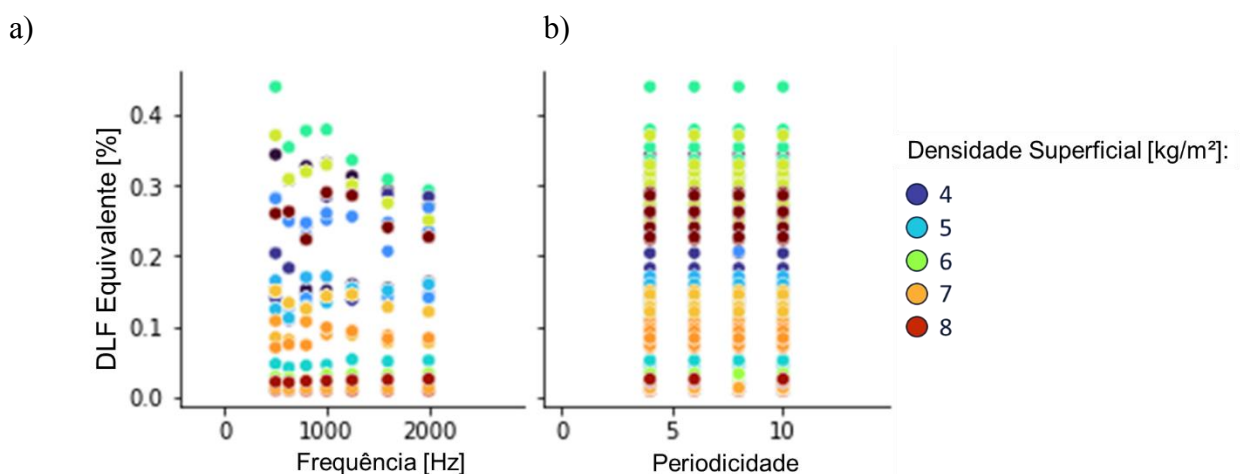 a)
b)
DLF Equivalente [%]
0.4
0.3
0.2
0.1
0.0
0
1000
2000
Frequência [Hz]
0
5
10
Periodicidade
Densidade Superficial [kg/m²]:
4
5
6
7
8